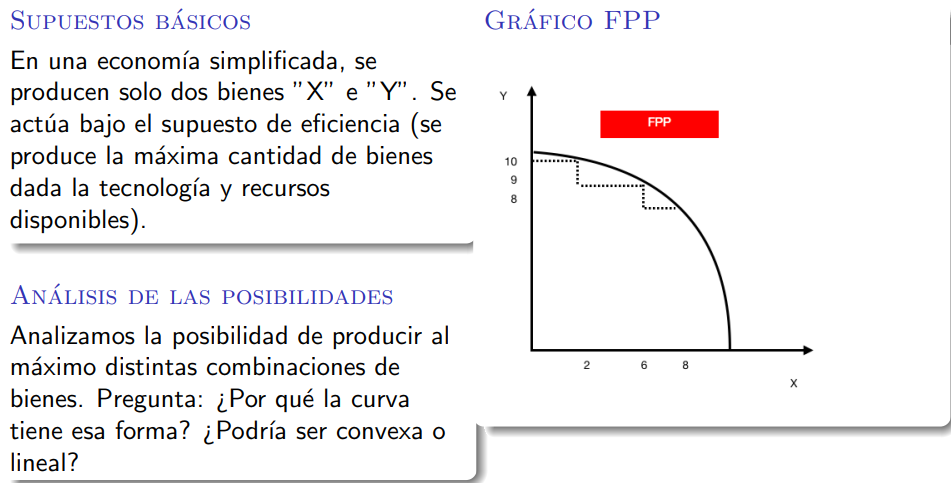 Supuestos básicos
En una economía simplificada, se
producen solo dos bienes ”X” e ”Y”. Se
actúa bajo el supuesto de eficiencia (se
produce la máxima cantidad de bienes
dada la tecnología y recursos
disponibles).
Análisis de las posibilidades
Analizamos la posibilidad de producir al
máximo distintas combinaciones de
bienes. Pregunta: ¿Por qué la curva
tiene esa forma? ¿Podría ser convexa o
lineal?
Gráfico FPP
Y
FPP
10
9
8
2 6 8
X